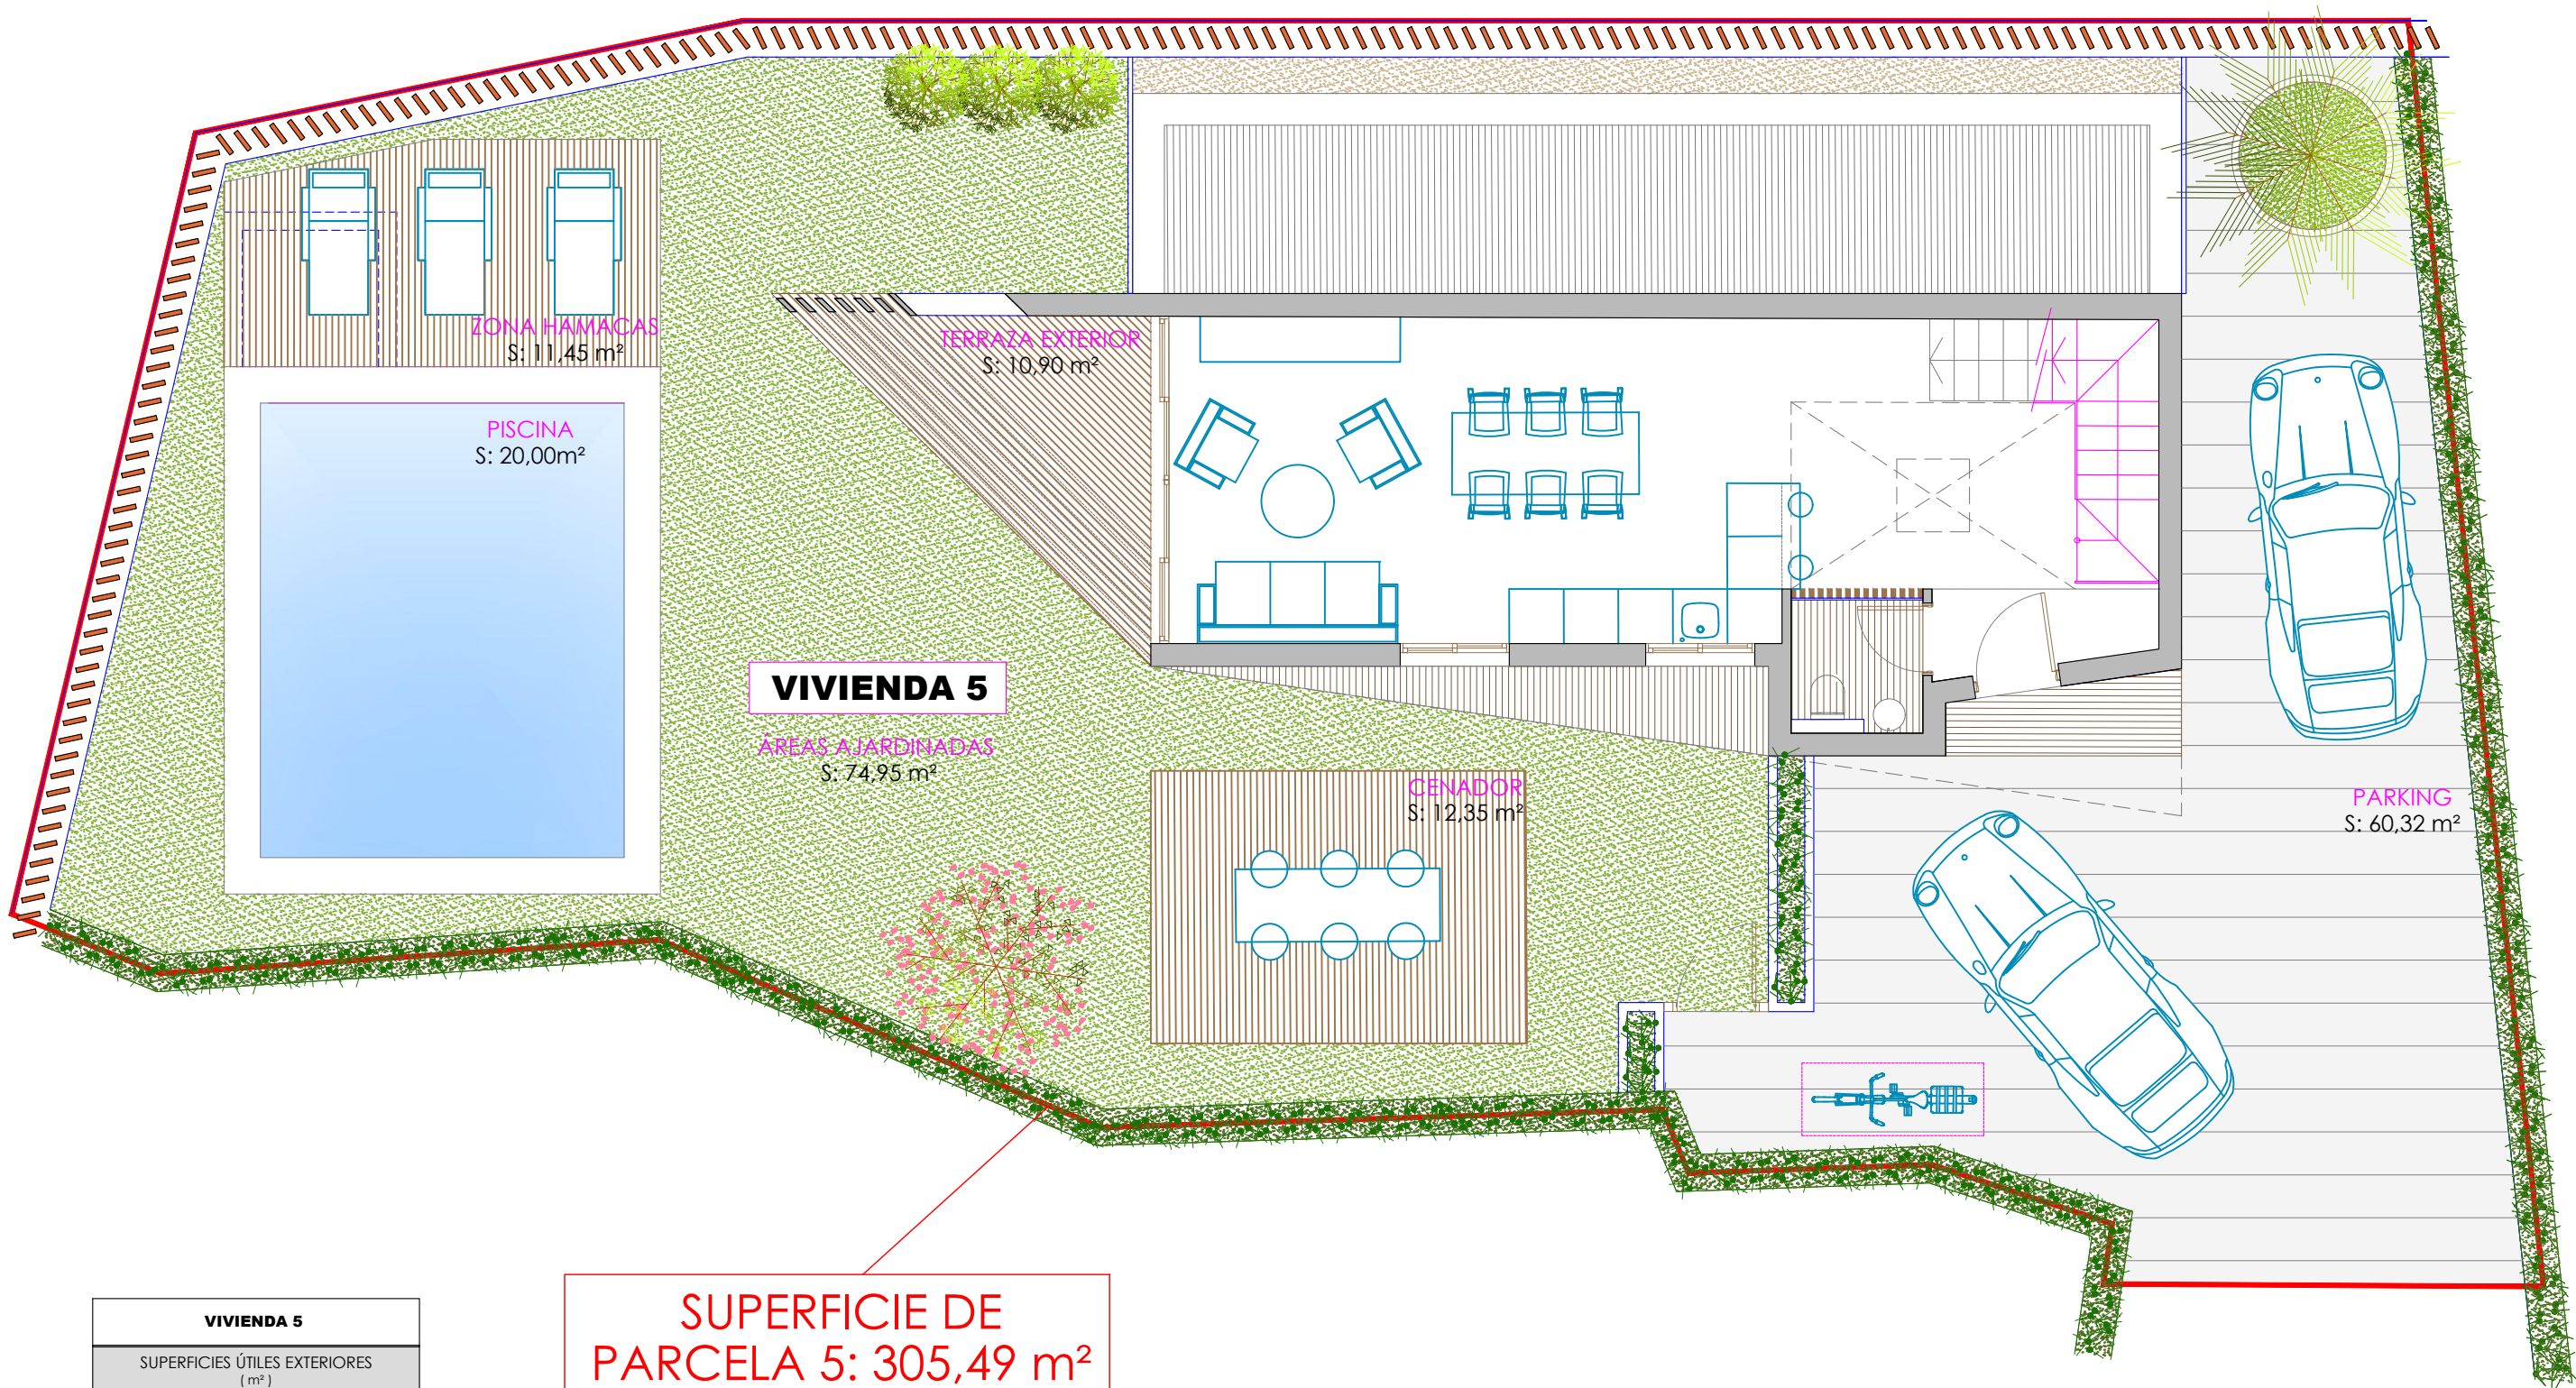 ZONA HAMACAS
S: 11,45 m²
TERRAZA EXTERIOR
S: 10,90 m²
PISCINA
S: 20,00m²
VIVIENDA 5
ÁREAS AJARDINADAS
S: 74,95 m²
CENADOR
S: 12,35 m²
PARKING
S: 60,32 m²
SUPERFICIE DE
PARCELA 5: 305,49 m²
VIVIENDA 5
SUPERFICIES ÚTILES EXTERIORES
( m² )